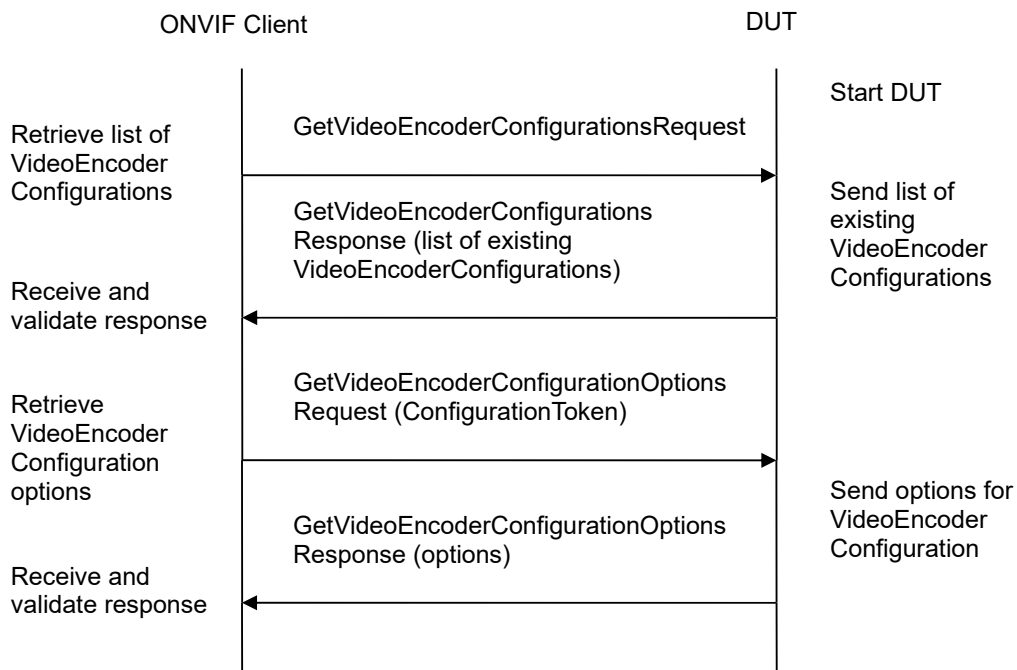 ONVIF Client
DUT
Start DUT
Retrieve list of
VideoEncoder
Configurations
GetVideoEncoderConfigurationsRequest
Send list of
existing
VideoEncoder
Configurations
GetVideoEncoderConfigurations
Response (list of existing
VideoEncoderConfigurations)
Receive and
validate response
GetVideoEncoderConfigurationOptions
Request (ConfigurationToken)
Retrieve
VideoEncoder
Configuration
options
Send options for
VideoEncoder
Configuration
GetVideoEncoderConfigurationOptions
Response (options)
Receive and
validate response